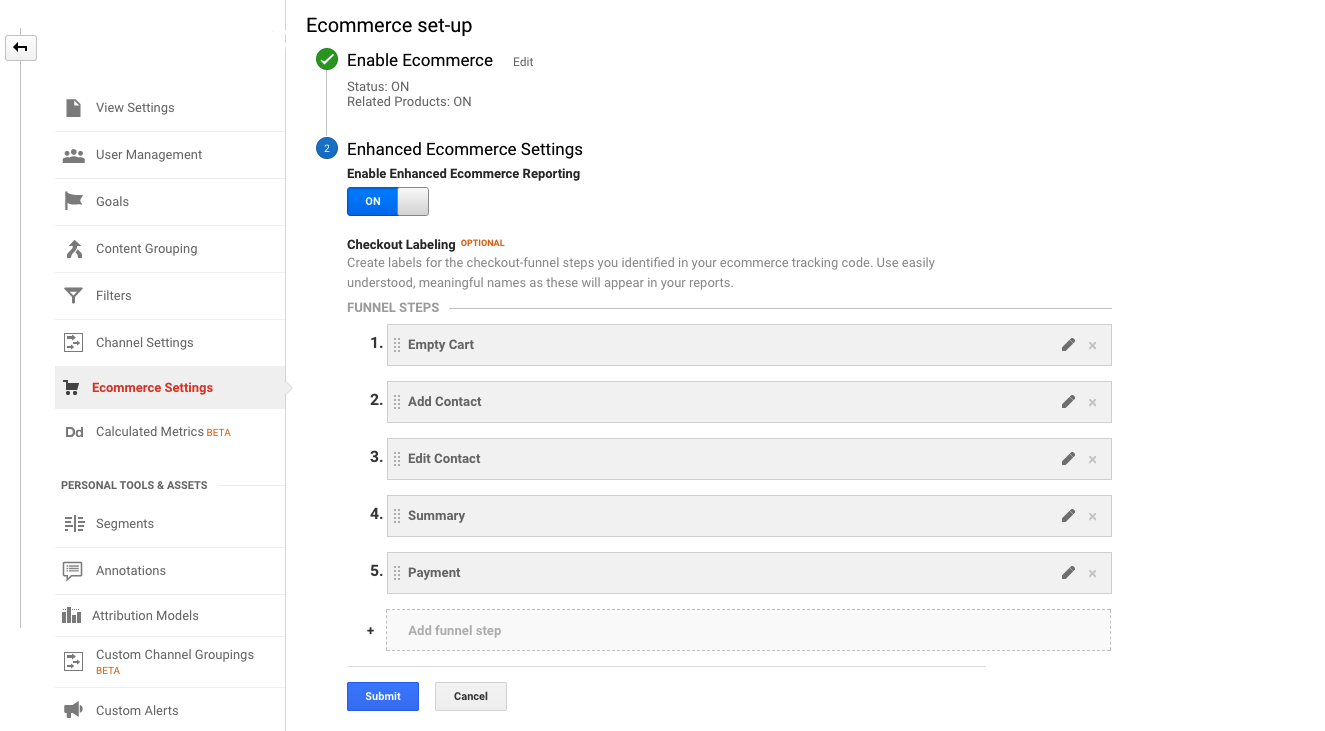 Ecommerce set-up
Enable Ecommerce Edit
Status: ON
Related Products: ON
2 Enhanced Ecommerce Settings
Enable Enhanced Ecommerce Reporting
ON
Checkout Labeling OPTIONAL
Create labels for the checkout-funnel steps you identified in your ecommerce tracking code. Use easily
understood, meaningful names as these will appear in your reports.
FUNNEL STEPS
1. Empty Cart ×
2. Add Contact ×
3. Edit Contact ×
4. Summary ×
5. Payment ×
+ Add funnel step
Submit Cancel
View Settings
User Management
Goals
Content Grouping
Filters
Channel Settings
Ecommerce Settings
Dd Calculated Metrics BETA
PERSONAL TOOLS & ASSETS
Segments
Annotations
Attribution Models
Custom Channel Groupings
BETA
Custom Alerts